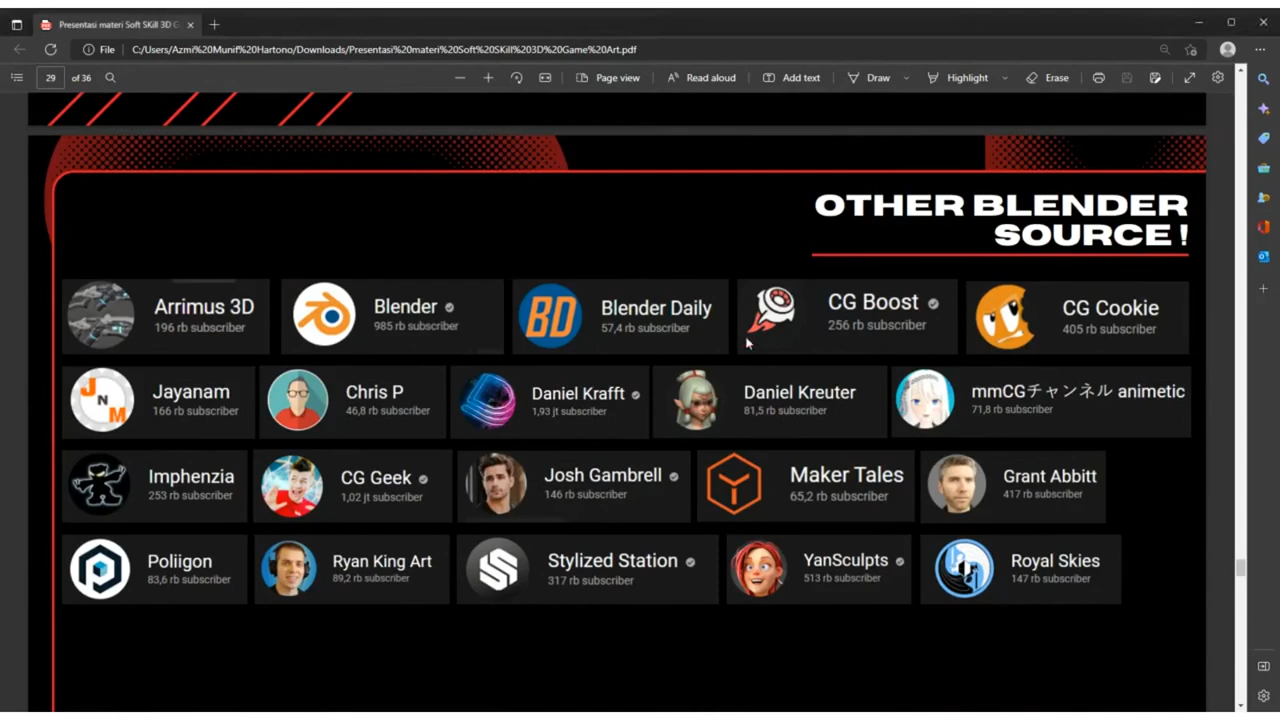 Presentasi materi Soft SKill 3D G
File C:/Users/Azmi%20Munif%20Hartono/Downloads/Presentasi%20materi%20Soft%20SKill%203D%20Game%20Art.pdf
29 of 36 Page view Read aloud Add text Draw Highlight Erase
OTHER BLENDER
SOURCE !
Arrimus 3D
196 rb subscriber
Blender
985 rb subscriber
BD
Blender Daily
57,4 rb subscriber
CG Boost
256 rb subscriber
CG Cookie
405 rb subscriber
JNM
Jayanam
166 rb subscriber
Chris P
46,8 rb subscriber
Daniel Krafft
1,93 jt subscriber
Daniel Kreuter
81,5 rb subscriber
mmCGチャンネル animetic
71,8 rb subscriber
Imphenzia
253 rb subscriber
CG Geek
1,02 jt subscriber
Josh Gambrell
146 rb subscriber
Maker Tales
65,2 rb subscriber
Grant Abbitt
417 rb subscriber
Poliigon
83,6 rb subscriber
Ryan King Art
89,2 rb subscriber
Stylized Station
317 rb subscriber
YanSculpts
513 rb subscriber
Royal Skies
147 rb subscriber